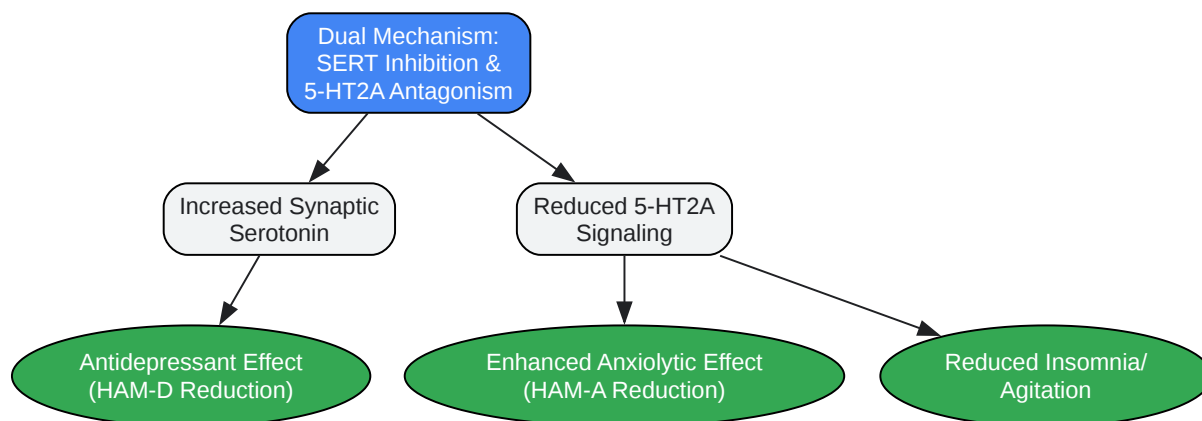 Dual Mechanism:
SERT Inhibition &
5-HT2A Antagonism
Increased Synaptic
Serotonin
Reduced 5-HT2A
Signaling
Antidepressant Effect
(HAM-D Reduction)
Enhanced Anxiolytic Effect
(HAM-A Reduction)
Reduced Insomnia/
Agitation